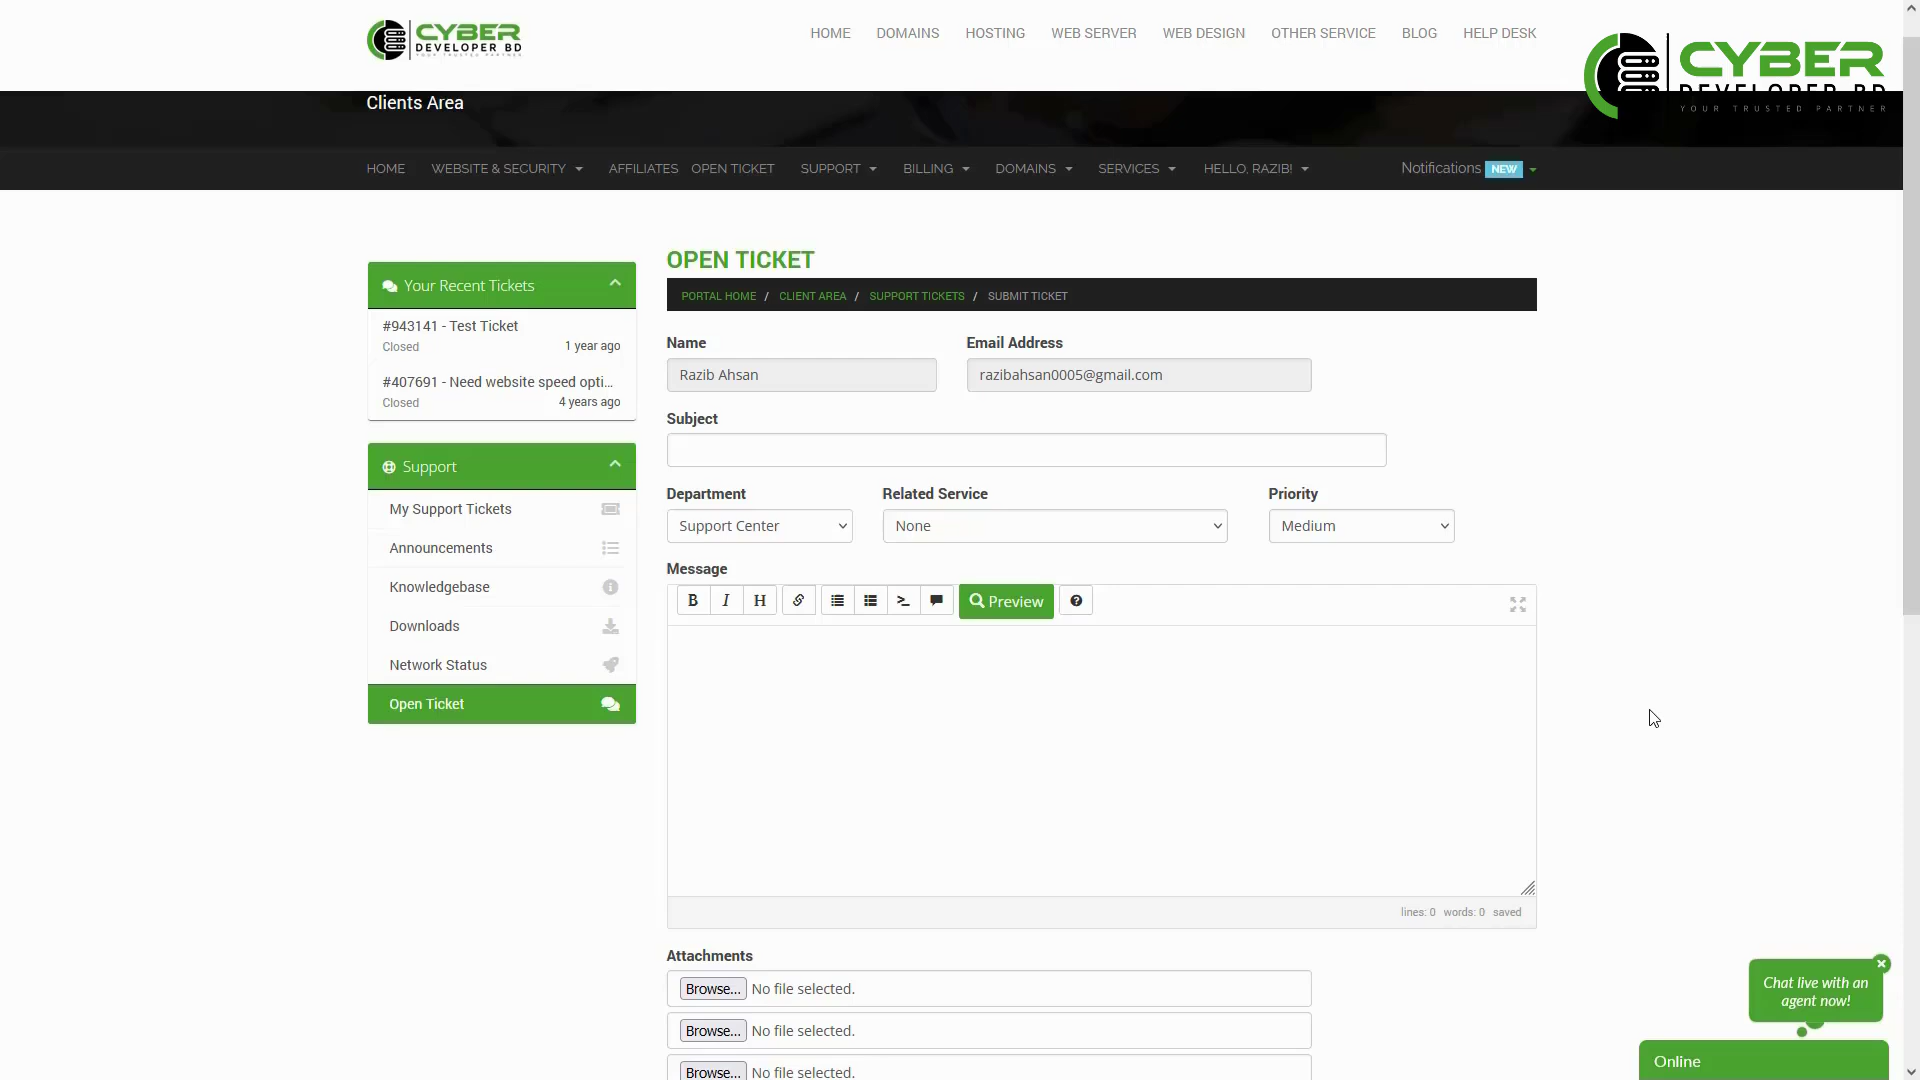 CYBER
DEVELOPER BD
YOUR TRUSTED PARTNER
HOME DOMAINS HOSTING WEB SERVER WEB DESIGN OTHER SERVICE BLOG HELP DESK
CYBER
DEVELOPER BD
YOUR TRUSTED PARTNER
Clients Area
HOME WEBSITE & SECURITY AFFILIATES OPEN TICKET SUPPORT BILLING DOMAINS SERVICES HELLO, RAZIB! Notifications NEW
Your Recent Tickets
#943141 - Test Ticket
Closed 1 year ago
#407691 - Need website speed opti...
Closed 4 years ago
Support
My Support Tickets
Announcements
Knowledgebase
Downloads
Network Status
Open Ticket
OPEN TICKET
PORTAL HOME / CLIENT AREA / SUPPORT TICKETS / SUBMIT TICKET
Name Email Address
Razib Ahsan razibahsan0005@gmail.com
Subject
Department Related Service Priority
Support Center None Medium
Message
B I H Preview
lines: 0 words: 0 saved
Attachments
Browse... No file selected.
Browse... No file selected.
Browse... No file selected.
Chat live with an
agent now!
Online